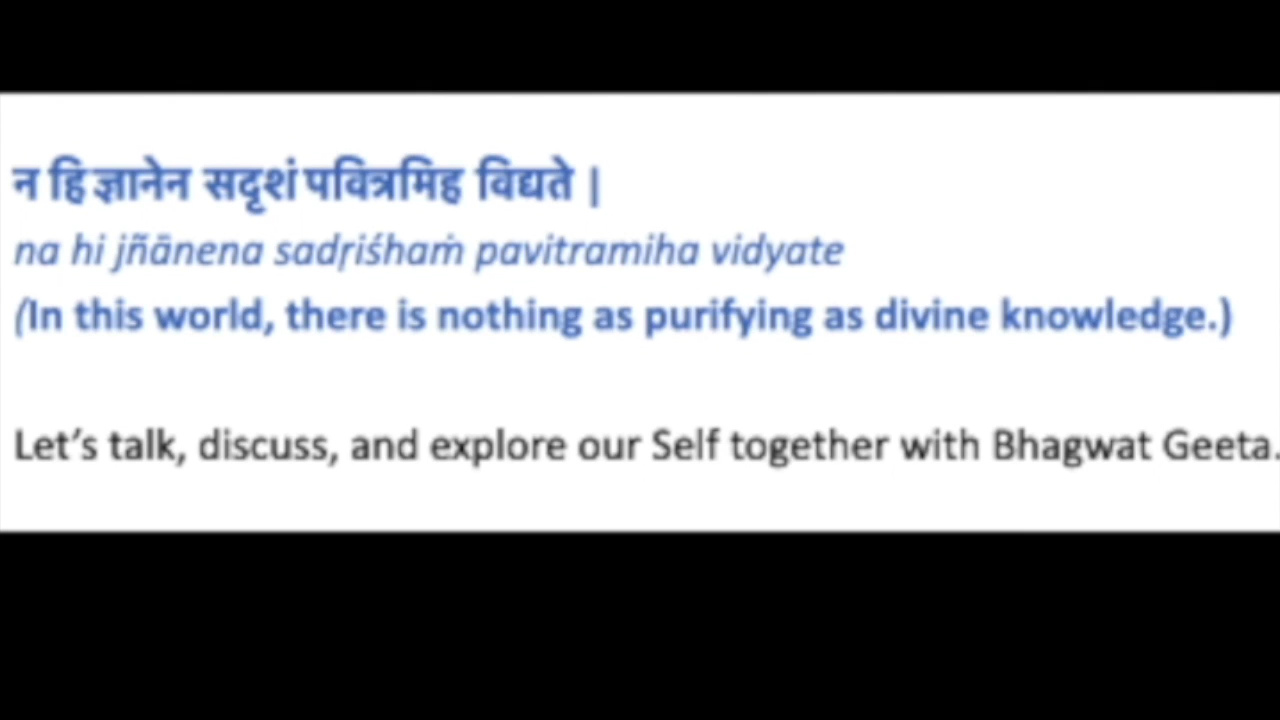 न हि ज्ञानेन सदृशं पवित्रमिह विद्यते |
na hi jñānena sadṛiśhaṁ pavitramiha vidyate
(In this world, there is nothing as purifying as divine knowledge.)
Let’s talk, discuss, and explore our Self together with Bhagwat Geeta.